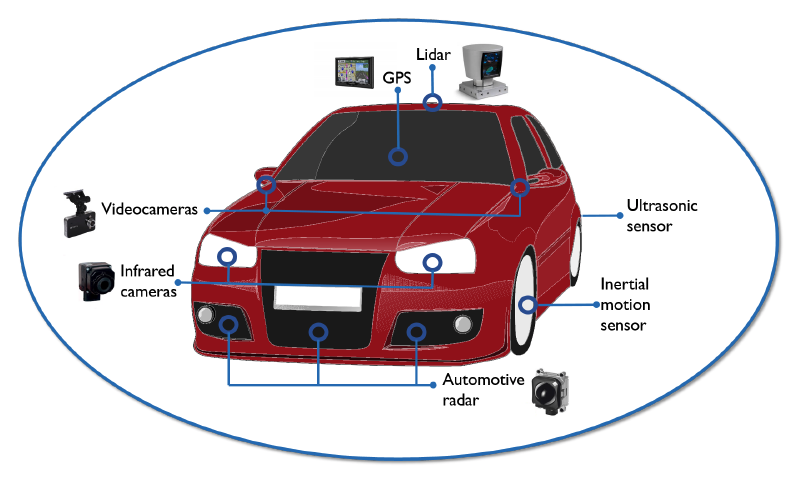 Lidar
GPS
Videocameras
Ultrasonic
sensor
Infrared
cameras
Inertial
motion
sensor
Automotive
radar